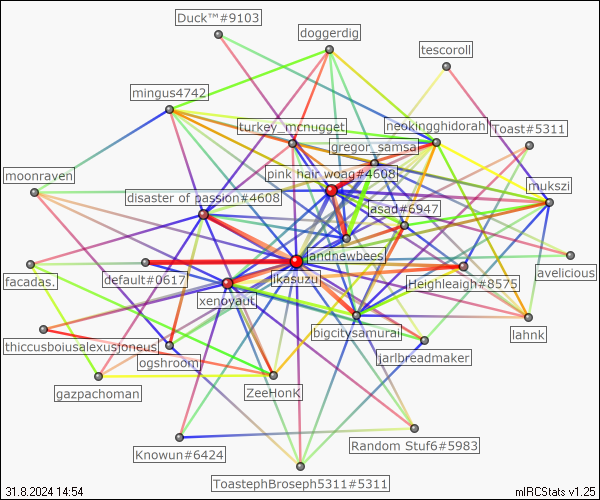 Duck™#9103
doggerdig
tescoroll
mingus4742
turkey_mcnugget
neokingghidorah
Toast#5311
gregor_samsa
moonraven
pink hair woag#4608
disaster of passion#4608
mukszi
asad#6947
andnewbees
facadas.
default#0617
ikasuzu
Heighleaigh#8575
avelicious
xenoyaut
thiccusboiusalexusjoneus
ogshroom
bigcitysamurai
lahnk
jarlbreadmaker
gazpachoman
ZeeHonK
Knowun#6424
Random Stuf6#5983
ToastephBroseph5311#5311
31.8.2024 14:54
mIRCStats v1.25